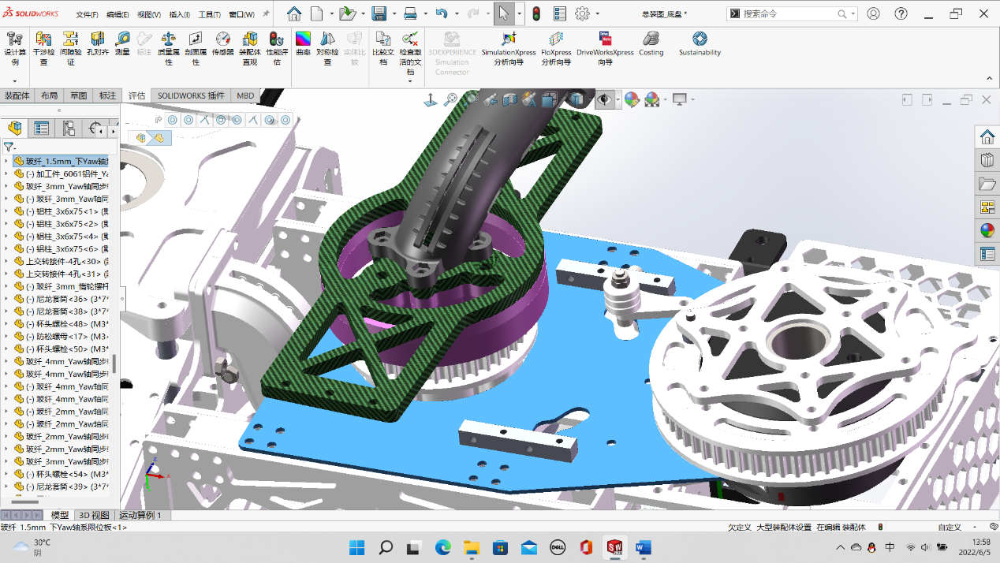 SOLIDWORKS 文件(F) 编辑(E) 视图(V) 插入(I) 工具(T) 窗口(W) 总装图_底盘 * 搜索命令
设计算例 干涉检查 间隙验证 孔对齐 测量 标注 质量属性 剖面属性 传感器 装配体直观 性能评估 曲率 对称检查 实体比较 比较文档 检查激活的文档 3DEXPERIENCE Simulation Connector SimulationXpress 分析向导 FloXpress 分析向导 DriveWorksXpress 向导 Costing Sustainability
装配体 布局 草图 标注 评估 SOLIDWORKS 插件 MBD
玻纤_1.5mm_下Yaw轴系
(-) 加工件_6061铝件_Ya
玻纤_3mm_Yaw轴同步
(-) 玻纤_3mm_Yaw轴同
(-) 铝柱_3x6x75<1> (默
(-) 铝柱_3x6x75<2> (默
(-) 铝柱_3x6x75<4> (默
(-) 铝柱_3x6x75<6> (默
上交转接件-4孔<30>
上交转接件-4孔<31>
(-) 玻纤_3mm_惰轮摆杆
(-) 尼龙套筒<36> (3*7*
(-) 尼龙套筒<38> (3*7*
(-) 杯头螺栓<48> (M3*
(-) 防松螺母<17> (M3
(-) 杯头螺栓<50> (M3*
玻纤_4mm_Yaw轴同步
玻纤_4mm_Yaw轴同步
(-) 玻纤_4mm_Yaw轴同
(-) 玻纤_4mm_Yaw轴同
(-) 玻纤_2mm_Yaw轴同
(-) 玻纤_2mm_Yaw轴同
玻纤_2mm_Yaw轴同步
玻纤_2mm_Yaw轴同步
玻纤_3mm_Yaw轴同步
(-) 杯头螺栓<54> (M3*
(-) 尼龙套筒<39> (3*7*
Z
X
模型 3D 视图 运动算例 1
玻纤_1.5mm_下Yaw轴系限位板<1> 欠定义 大型装配体设置 在编辑 装配体 自定义
30°C
阴
DELL
SW
中
13:58
2022/6/5